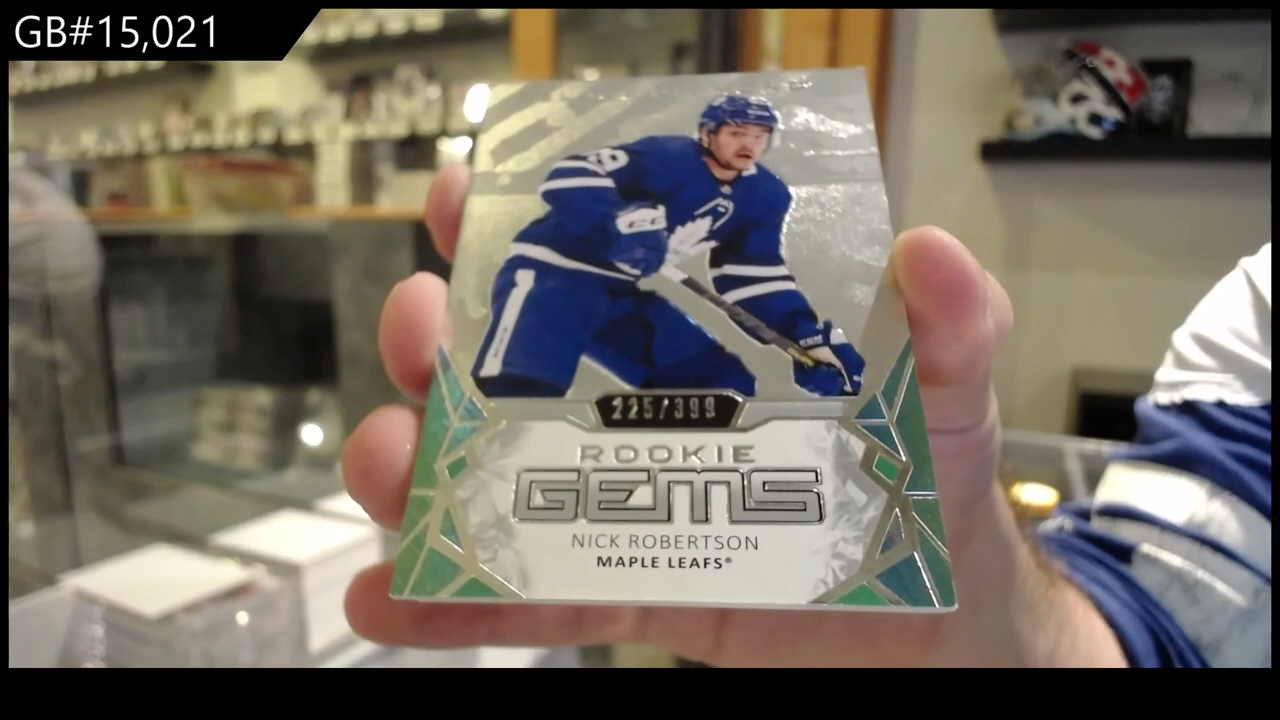 GB#15,021
225/399
ROOKIE
GEMS
NICK ROBERTSON
MAPLE LEAFS®